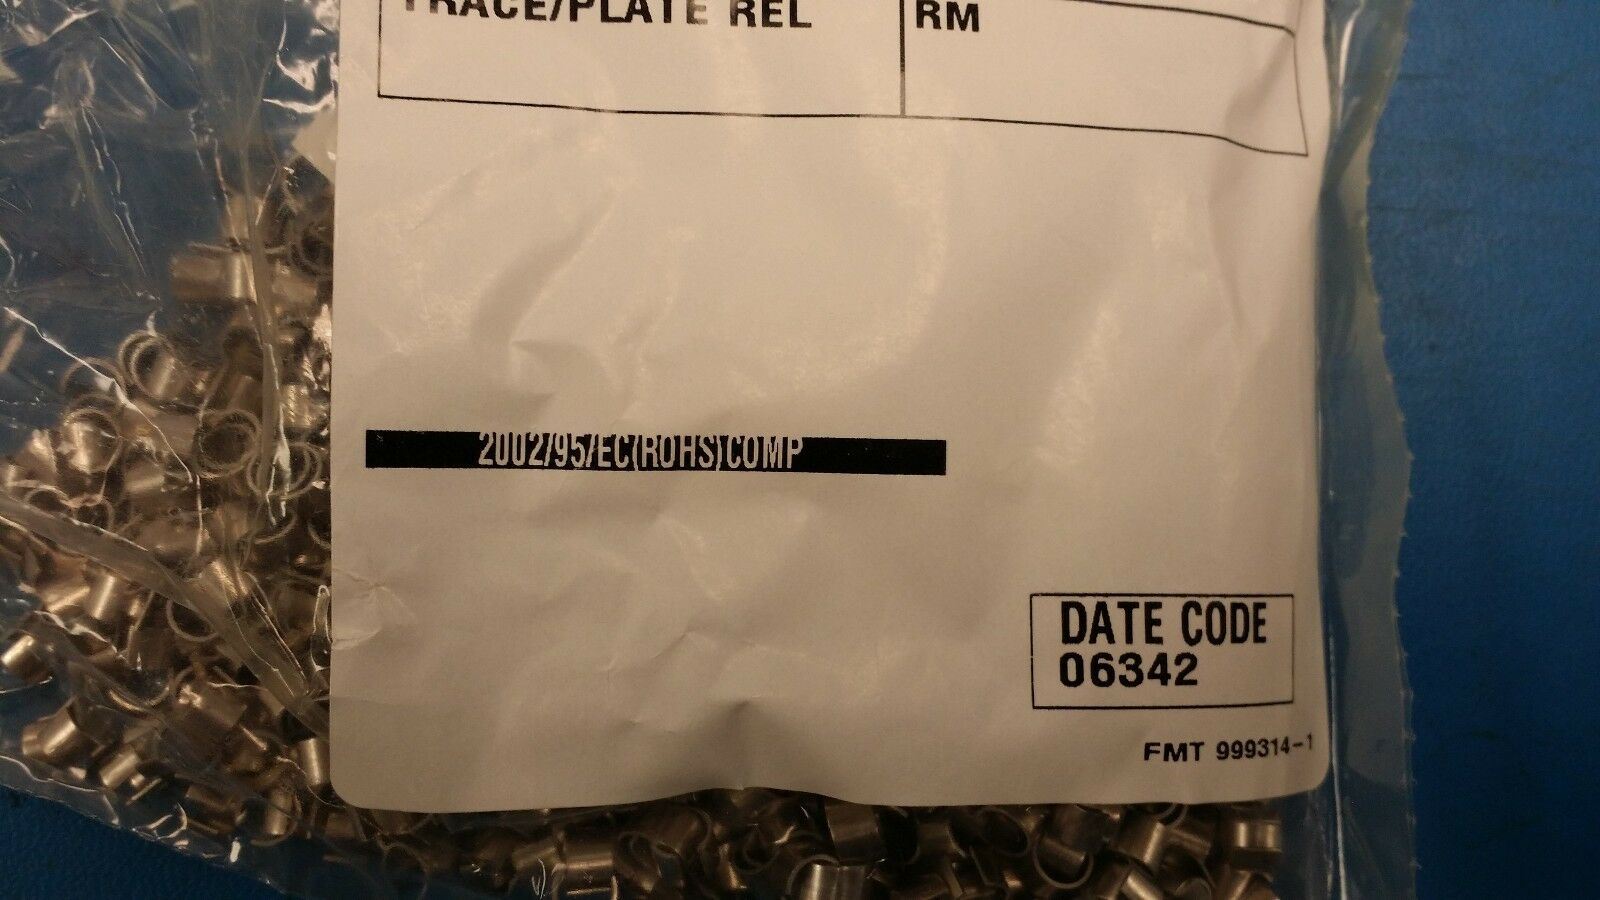 TRACE/PLATE REL
RM
2002/95/EC(ROHS)COMP
DATE CODE
06342
FMT 999314-1